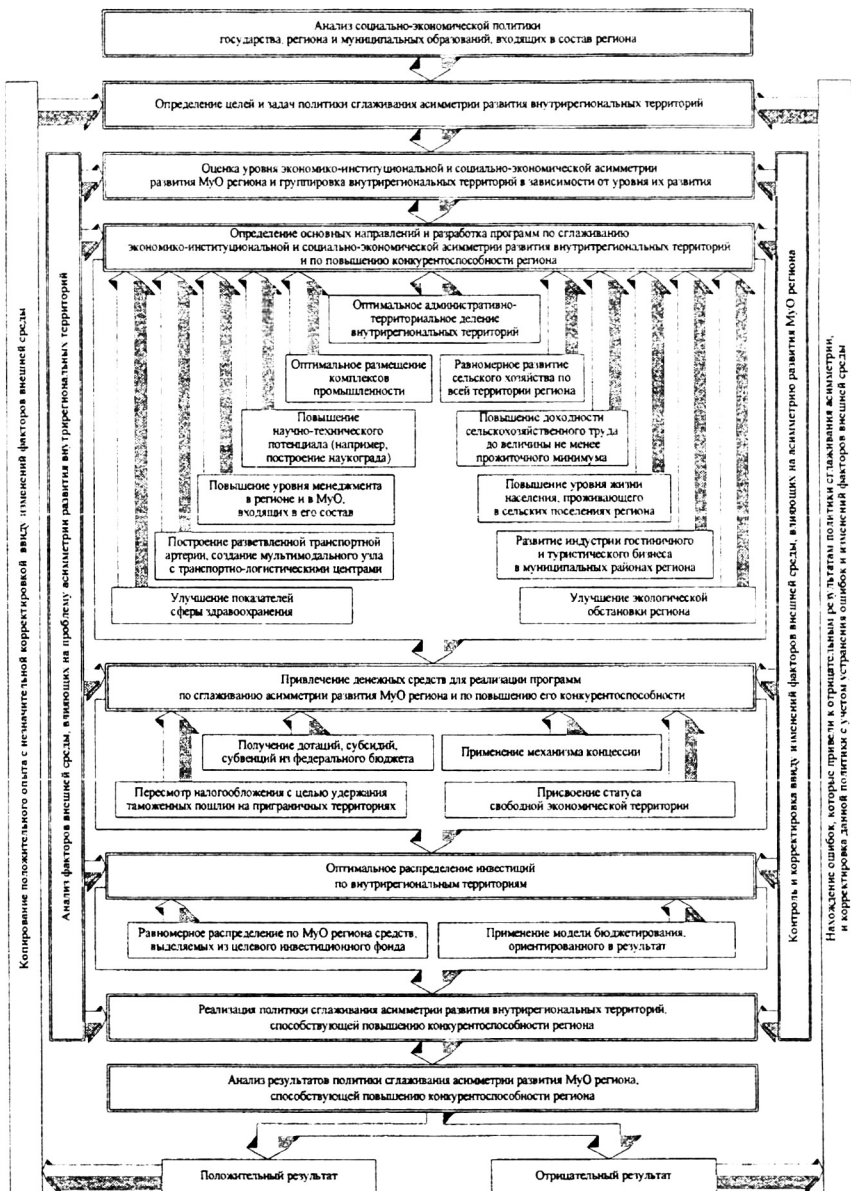 Анализ социально-экономической политики
государства, региона и муниципальных образований, входящих в состав региона
Определение целей и задач политики сглаживания асимметрии развития внутрирегиональных территорий
Оценка уровня экономико-институциональной и социально-экономической асимметрии
развития МуО региона и группировка внутрирегиональных территорий в зависимости от уровня их развития
Определение основных направлений и разработка программ по сглаживанию
экономико-институциональной и социально-экономической асимметрии развития внутритрегиональных территорий
и по повышению конкурентоспособности региона
Оптимальное административно-
территориальное деление
внутрирегиональных территорий
Оптимальное размещение
комплексов
промышленности
Равномерное развитие
сельского хозяйства по
всей территории региона
Повышение
научно-технического
потенциала (например,
построение наукограда)
Повышение доходности
сельскохозяйственного труда
до величины не менее
прожиточного минимума
Повышение уровня менеджмента
в регионе и в МуО,
входящих в его состав
Повышение уровня жизни
населения, проживающего
в сельских поселениях региона
Построение разветвленной транспортной
артерии, создание мультимодального узла
с транспортно-логистическими центрами
Развитие индустрии гостиничного
и туристического бизнеса
в муниципальных районах региона
Улучшение показателей
сферы здравоохранения
Улучшение экологической
обстановки региона
Привлечение денежных средств для реализации программ
по сглаживанию асимметрии развития МуО региона и по повышению его конкурентоспособности
Получение дотаций, субсидий,
субвенций из федерального бюджета
Применение механизма концессии
Пересмотр налогообложения с целью удержания
таможенных пошлин на приграничных территориях
Присвоение статуса
свободной экономической территории
Оптимальное распределение инвестиций
по внутрирегиональным территориям
Равномерное распределение по МуО региона средств,
выделяемых из целевого инвестиционного фонда
Применение модели бюджетирования,
ориентированного в результат
Реализация политики сглаживания асимметрии развития внутрирегиональных территорий,
способствующей повышению конкурентоспособности региона
Анализ результатов политики сглаживания асимметрии развития МуО региона,
способствующей повышению конкурентоспособности региона
Положительный результат
Отрицательный результат
Копирование положительного опыта с незначительной корректировкой ввиду изменений факторов внешней среды
Анализ факторов внешней среды, влияющих на проблему асимметрии развития внутрирегиональных территорий
Контроль и корректировка ввиду изменений факторов внешней среды, влияющих на асимметрию развития МуО региона
Нахождение ошибок, которые привели к отрицательным результатам политики сглаживания асимметрии,
и корректировка данной политики с учетом устранения ошибок и изменений факторов внешней среды